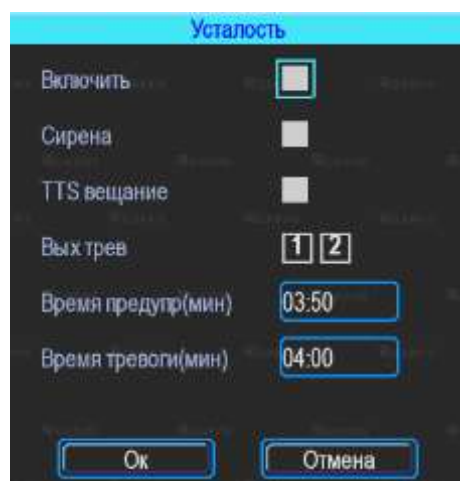 Усталость
Включить
Сирена
TTS вещание
Вых трев 1 2
Время предупр(мин) 03:50
Время тревоги(мин) 04:00
Ок Отмена